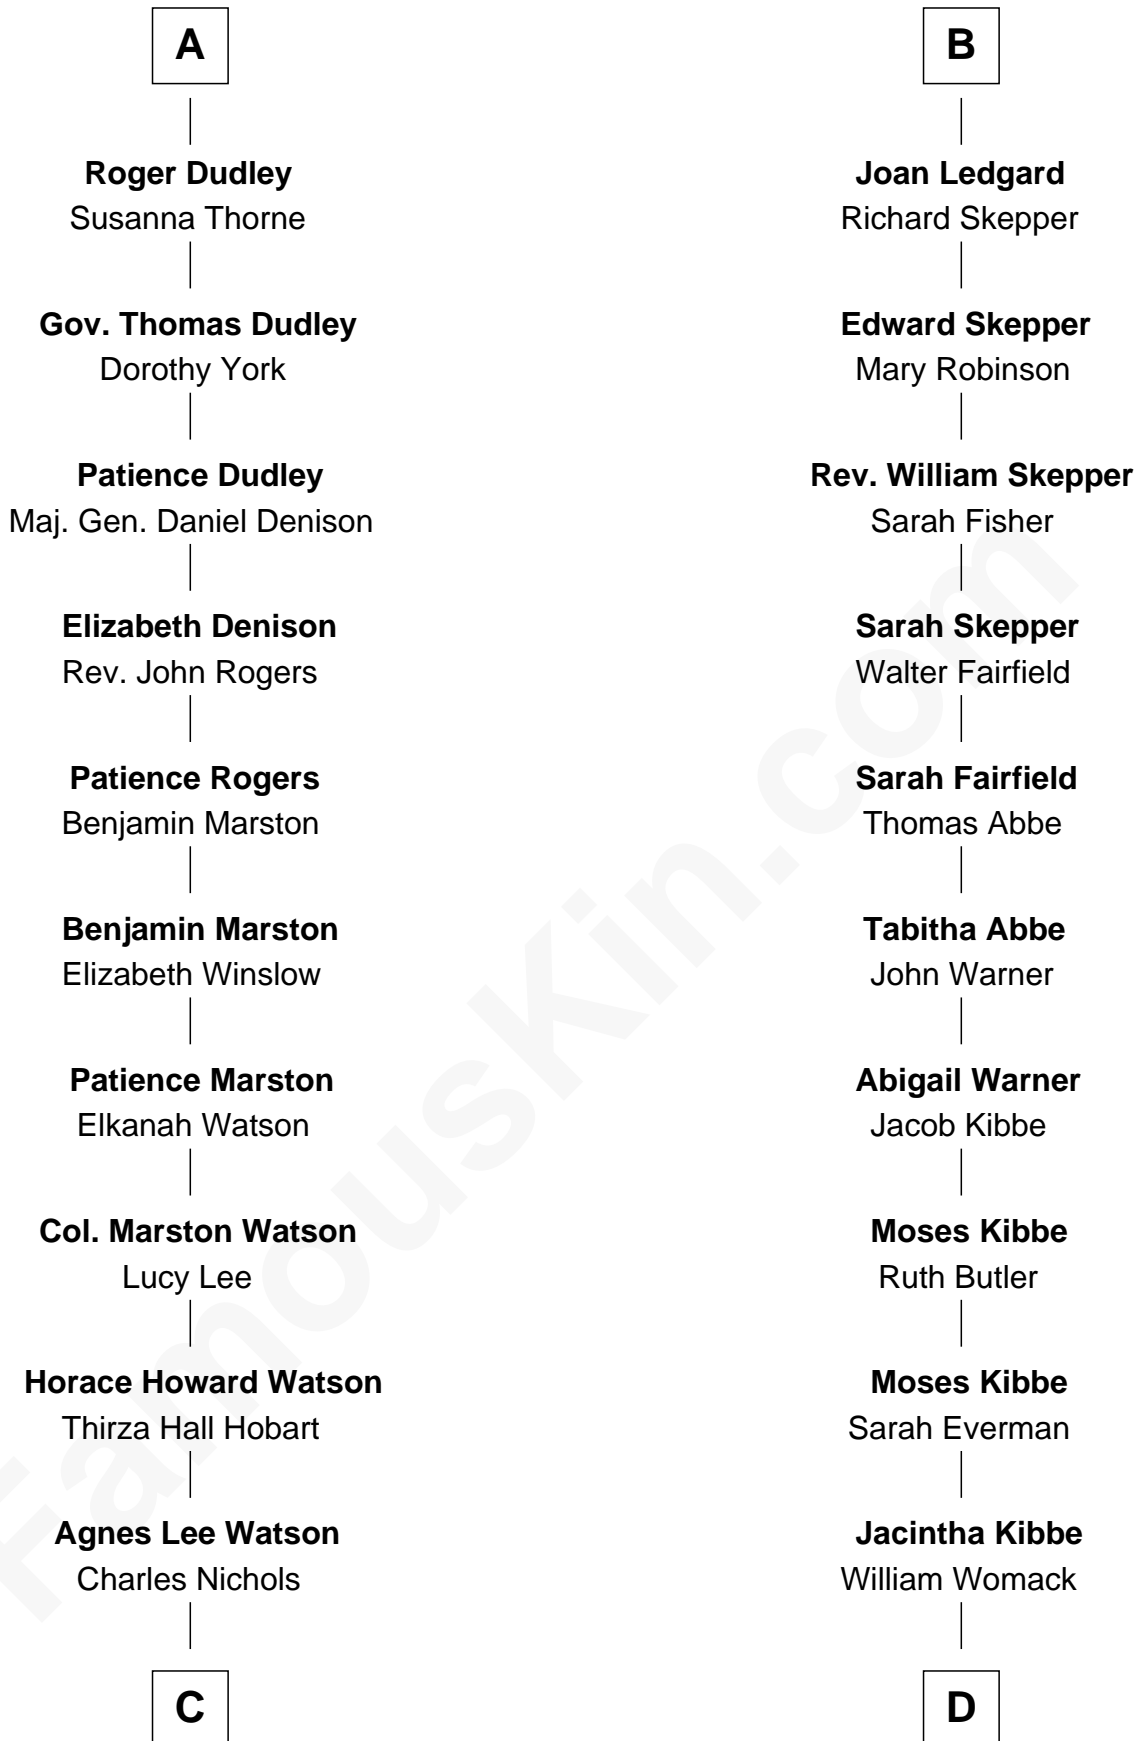 A
Roger Dudley
Susanna Thorne
Gov. Thomas Dudley
Dorothy York
Patience Dudley
Maj. Gen. Daniel Denison
Elizabeth Denison
Rev. John Rogers
Patience Rogers
Benjamin Marston
Benjamin Marston
Elizabeth Winslow
Patience Marston
Elkanah Watson
Col. Marston Watson
Lucy Lee
Horace Howard Watson
Thirza Hall Hobart
Agnes Lee Watson
Charles Nichols
C
B
Joan Ledgard
Richard Skepper
Edward Skepper
Mary Robinson
Rev. William Skepper
Sarah Fisher
Sarah Skepper
Walter Fairfield
Sarah Fairfield
Thomas Abbe
Tabitha Abbe
John Warner
Abigail Warner
Jacob Kibbe
Moses Kibbe
Ruth Butler
Moses Kibbe
Sarah Everman
Jacintha Kibbe
William Womack
D
FamousKin.com